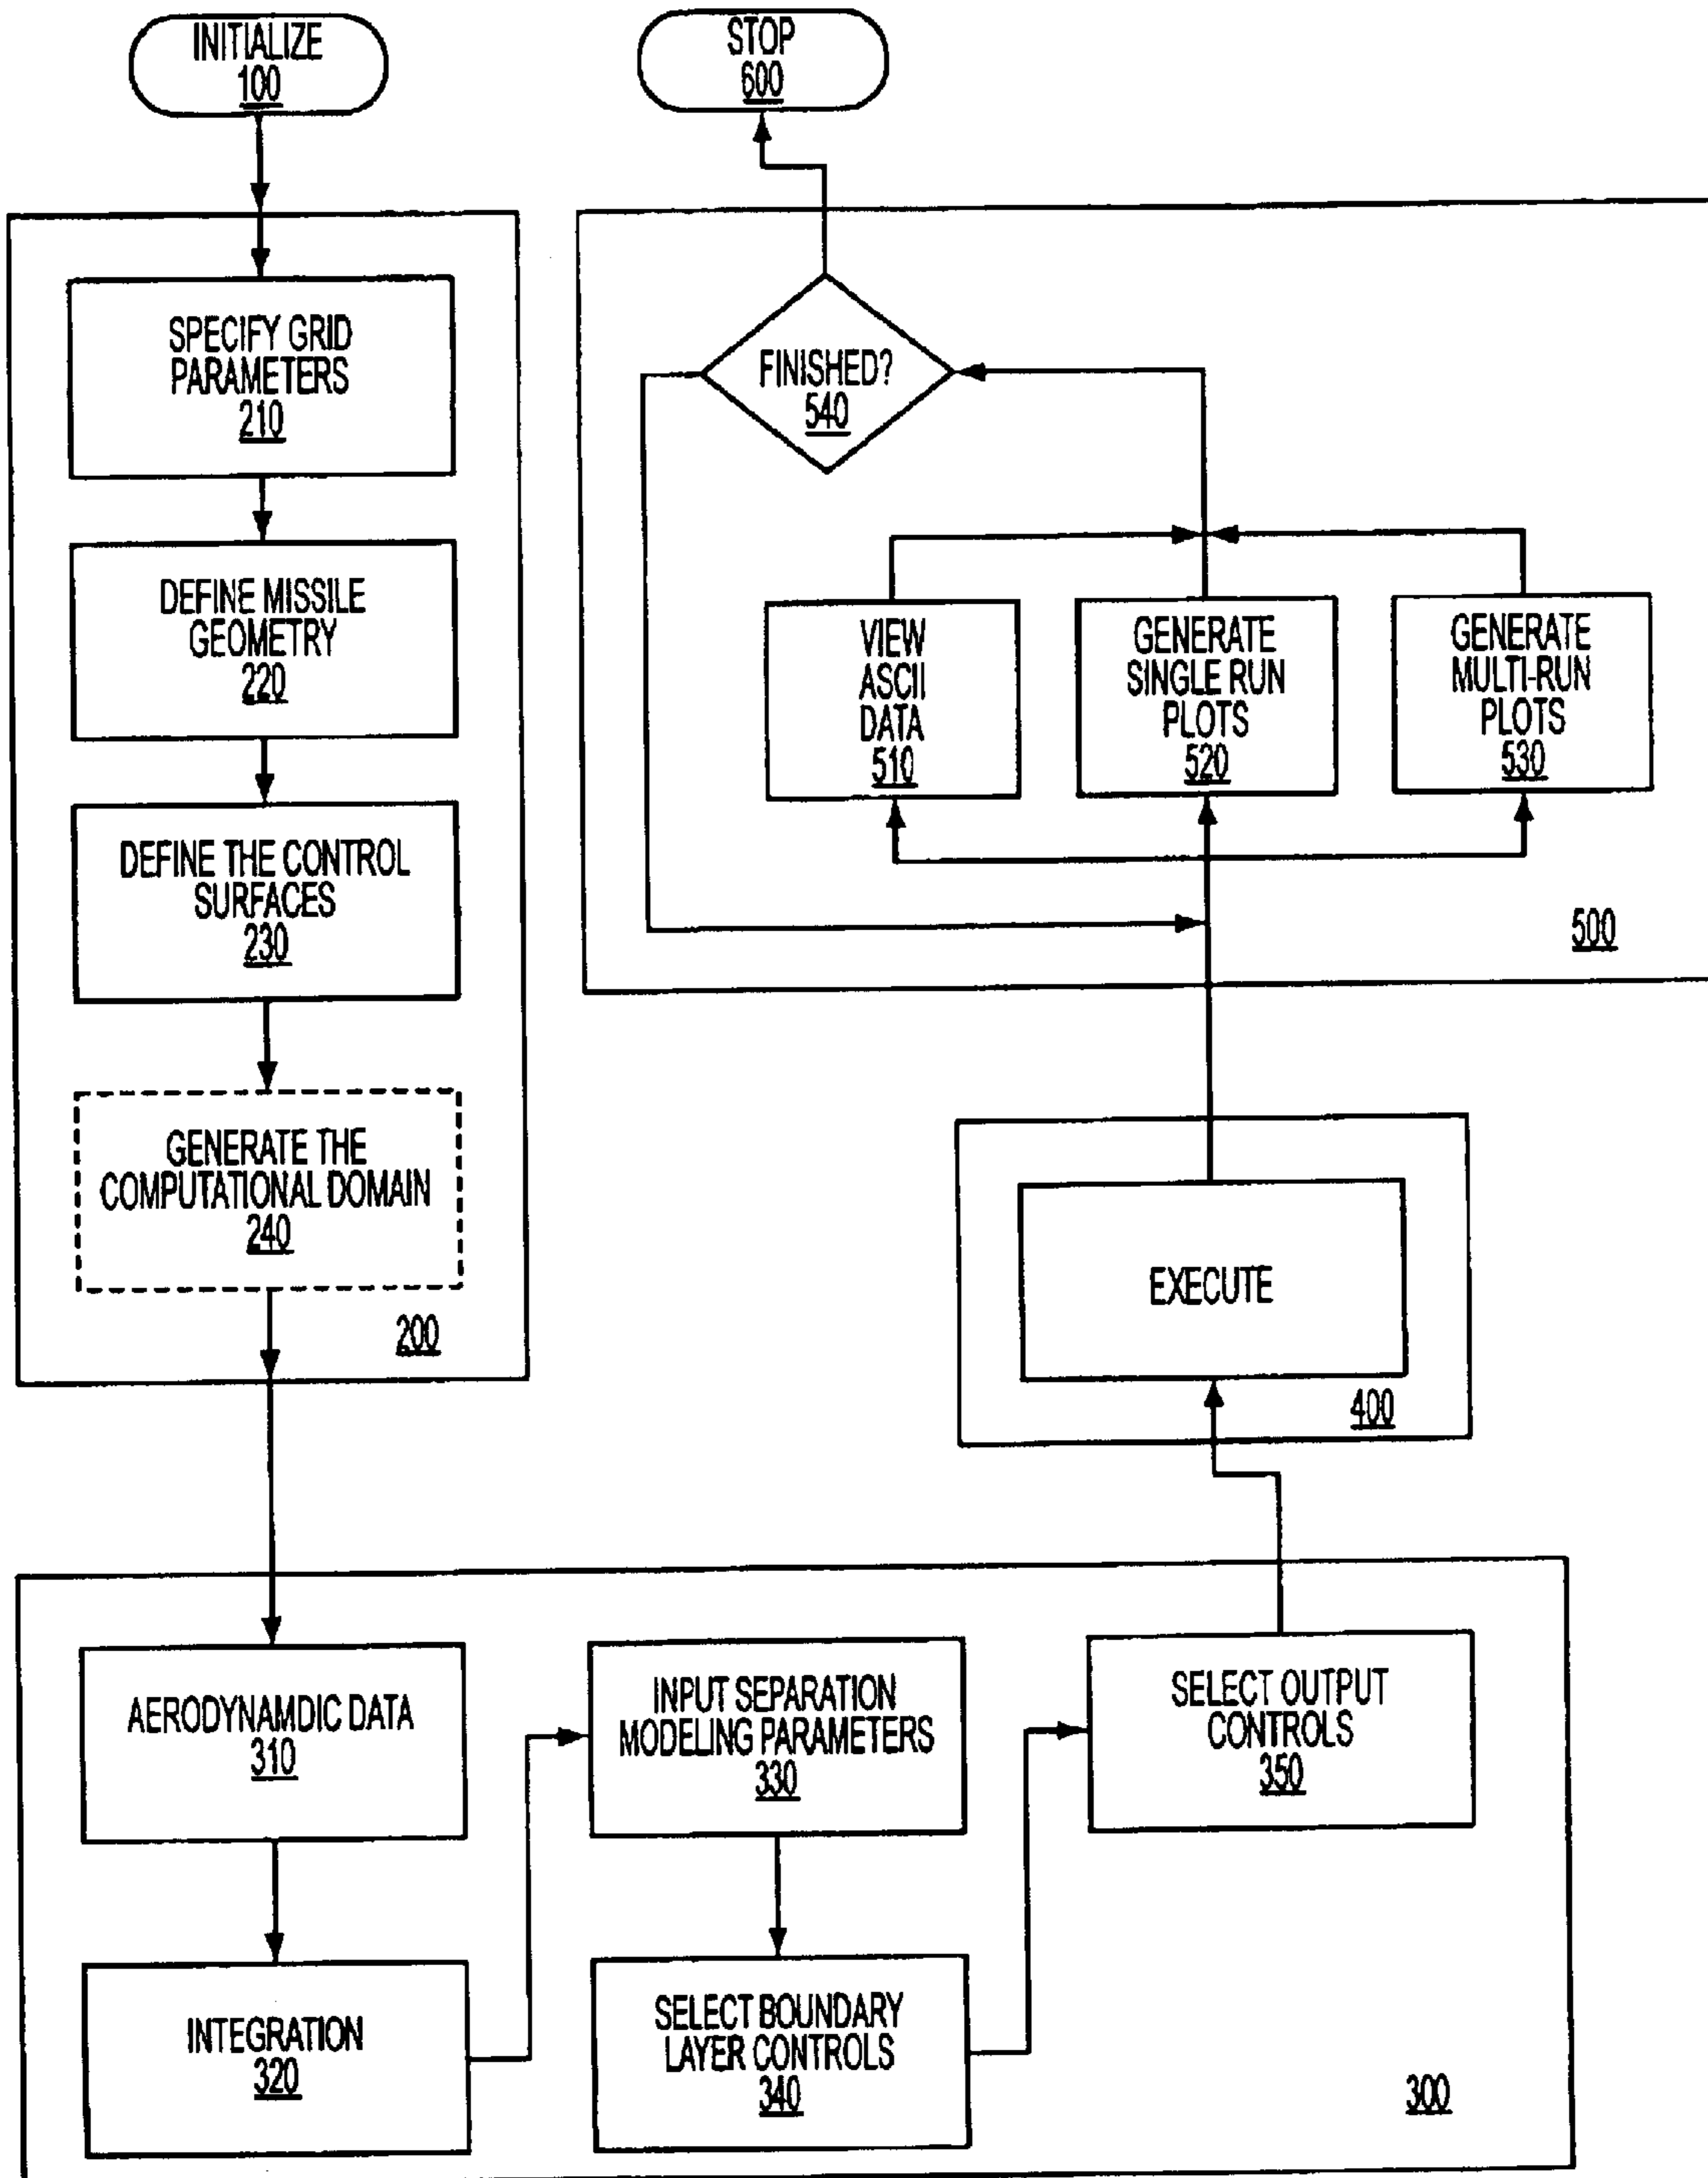 INITIALIZE
100
STOP
600
SPECIFY GRID
PARAMETERS
210
DEFINE MISSILE
GEOMETRY
220
DEFINE THE CONTROL
SURFACES
230
GENERATE THE
COMPUTATIONAL DOMAIN
240
200
FINISHED?
540
VIEW
ASCII
DATA
510
GENERATE
SINGLE RUN
PLOTS
520
GENERATE
MULTI-RUN
PLOTS
530
500
EXECUTE
400
AERODYNAMDIC DATA
310
INTEGRATION
320
INPUT SEPARATION
MODELING PARAMETERS
330
SELECT BOUNDARY
LAYER CONTROLS
340
SELECT OUTPUT
CONTROLS
350
300